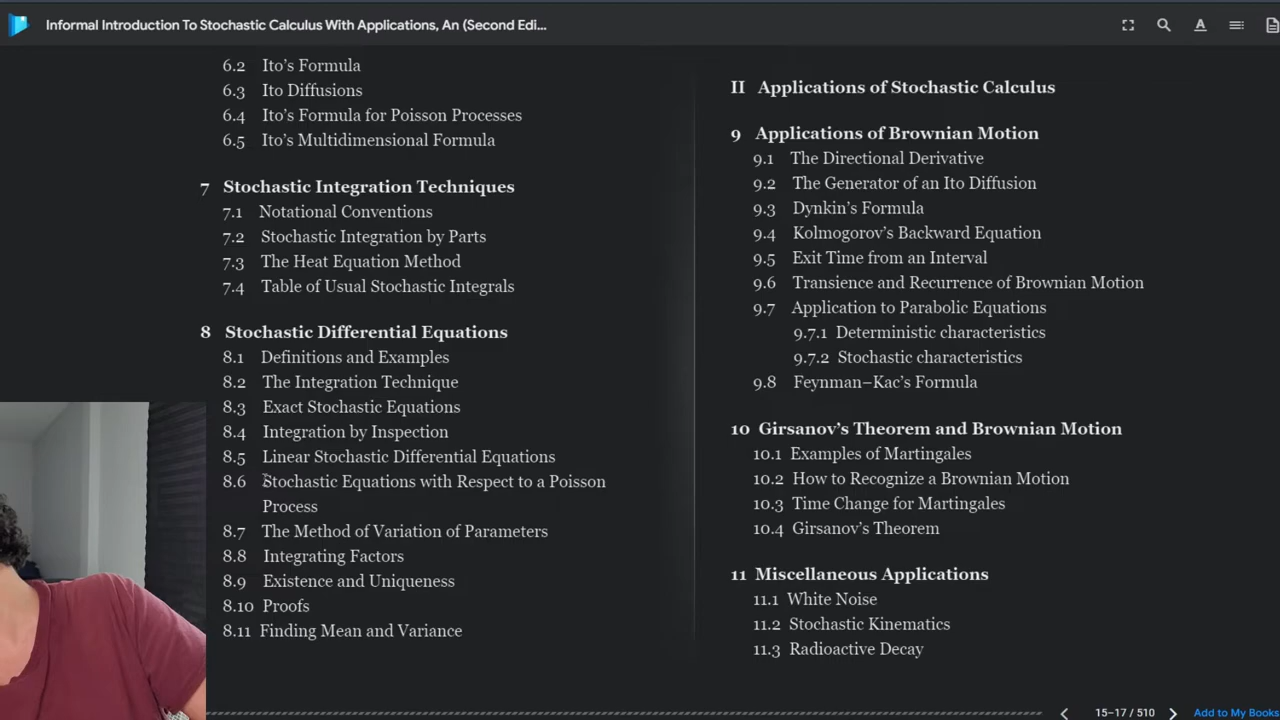 Informal Introduction To Stochastic Calculus With Applications, An (Second Edi...
6.2 Ito's Formula
6.3 Ito Diffusions
6.4 Ito's Formula for Poisson Processes
6.5 Ito's Multidimensional Formula
7 Stochastic Integration Techniques
7.1 Notational Conventions
7.2 Stochastic Integration by Parts
7.3 The Heat Equation Method
7.4 Table of Usual Stochastic Integrals
8 Stochastic Differential Equations
8.1 Definitions and Examples
8.2 The Integration Technique
8.3 Exact Stochastic Equations
8.4 Integration by Inspection
8.5 Linear Stochastic Differential Equations
8.6 Stochastic Equations with Respect to a Poisson
Process
8.7 The Method of Variation of Parameters
8.8 Integrating Factors
8.9 Existence and Uniqueness
8.10 Proofs
8.11 Finding Mean and Variance
II Applications of Stochastic Calculus
9 Applications of Brownian Motion
9.1 The Directional Derivative
9.2 The Generator of an Ito Diffusion
9.3 Dynkin's Formula
9.4 Kolmogorov's Backward Equation
9.5 Exit Time from an Interval
9.6 Transience and Recurrence of Brownian Motion
9.7 Application to Parabolic Equations
9.7.1 Deterministic characteristics
9.7.2 Stochastic characteristics
9.8 Feynman–Kac's Formula
10 Girsanov's Theorem and Brownian Motion
10.1 Examples of Martingales
10.2 How to Recognize a Brownian Motion
10.3 Time Change for Martingales
10.4 Girsanov's Theorem
11 Miscellaneous Applications
11.1 White Noise
11.2 Stochastic Kinematics
11.3 Radioactive Decay
15-17 / 510
Add to My Books